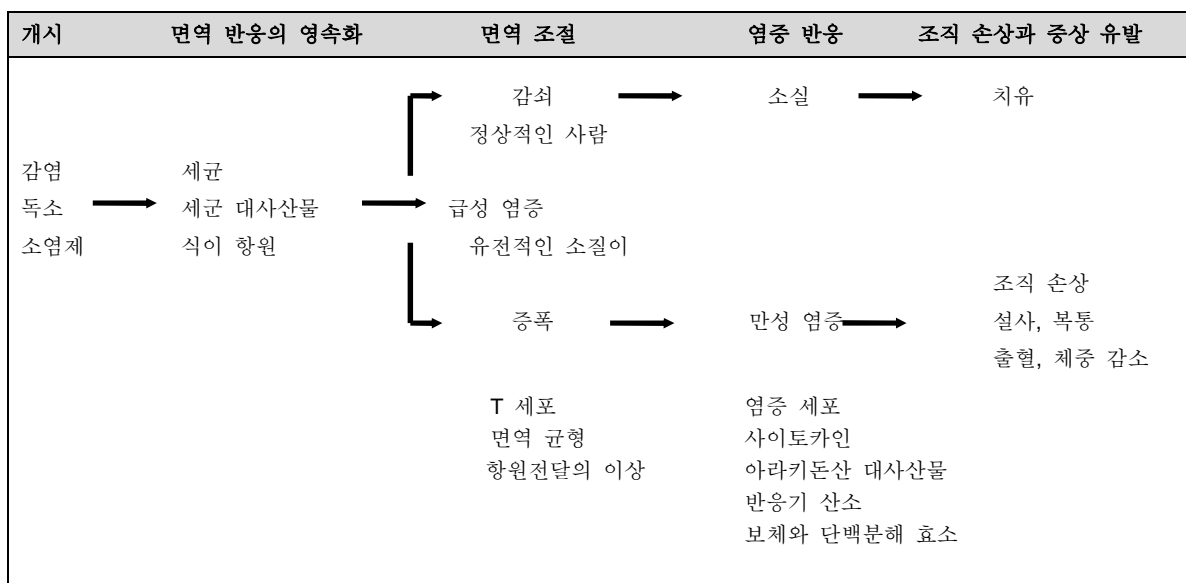 개시 면역 반응의 영속화 면역 조절 염증 반응 조직 손상과 중상 유발
감쇠 소실 치유
정상적인 사람
감염 세균
독소 세군 대사산물 급성 염증
소염제 식이 항원 유전적인 소질이
조직 손상
증폭 만성 염증 설사, 복통
출혈, 체중 감소
T 세포 염증 세포
면역 균형 사이토카인
항원전달의 이상 아라키돈산 대사산물
반응기 산소
보체와 단백분해 효소